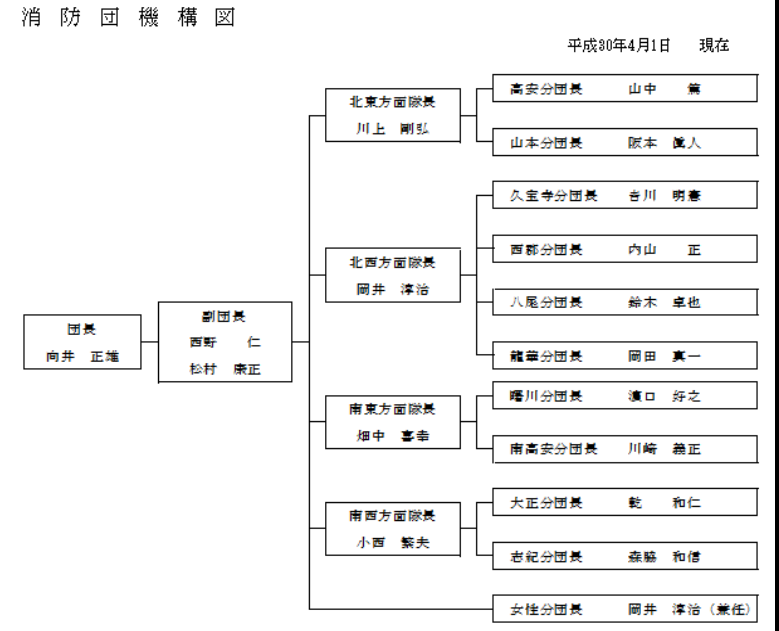 消防団機構図
平成30年4月1日　現在
団長
向井　正雄
副団長
西野　仁
松村　康正
北東方面隊長
川上　剛弘
高安分団長　山中　篤
山本分団長　阪本　眞人
北西方面隊長
岡井　淳治
久宝寺分団長　吉川　明憲
西郡分団長　内山　正
八尾分団長　鈴木　卓也
龍華分団長　岡田　真一
南東方面隊長
畑中　喜幸
曙川分団長　濵口　好之
南高安分団長　川崎　義正
南西方面隊長
小西　繁夫
大正分団長　乾　和仁
志紀分団長　森脇　和信
女性分団長　岡井　淳治（兼任）